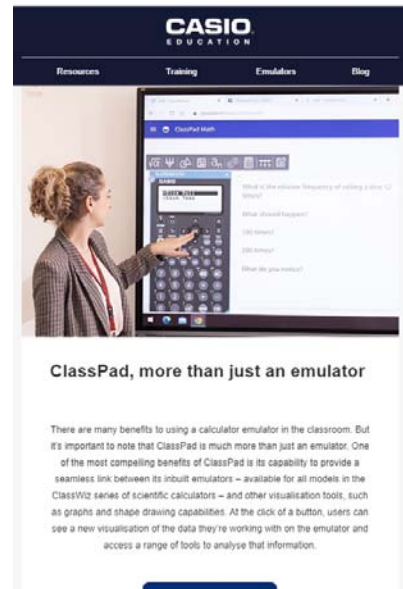 CASIO
EDUCATION
Resources Training Emulators Blog
ClassPad Math
CASIO
What is the relative frequency of rolling a dice 12
times?
What should happen?
100 times?
What do you notice?
ClassPad, more than just an emulator
There are many benefits to using a calculator emulator in the classroom. But
it's important to note that ClassPad is much more than just an emulator. One
of the most compelling benefits of ClassPad is its capability to provide a
seamless link between its inbuilt emulators – available for all models in the
ClassWiz series of scientific calculators – and other visualisation tools, such
as graphs and shape drawing capabilities. At the click of a button, users can
see a new visualisation of the data they're working with on the emulator and
access a range of tools to analyse that information.